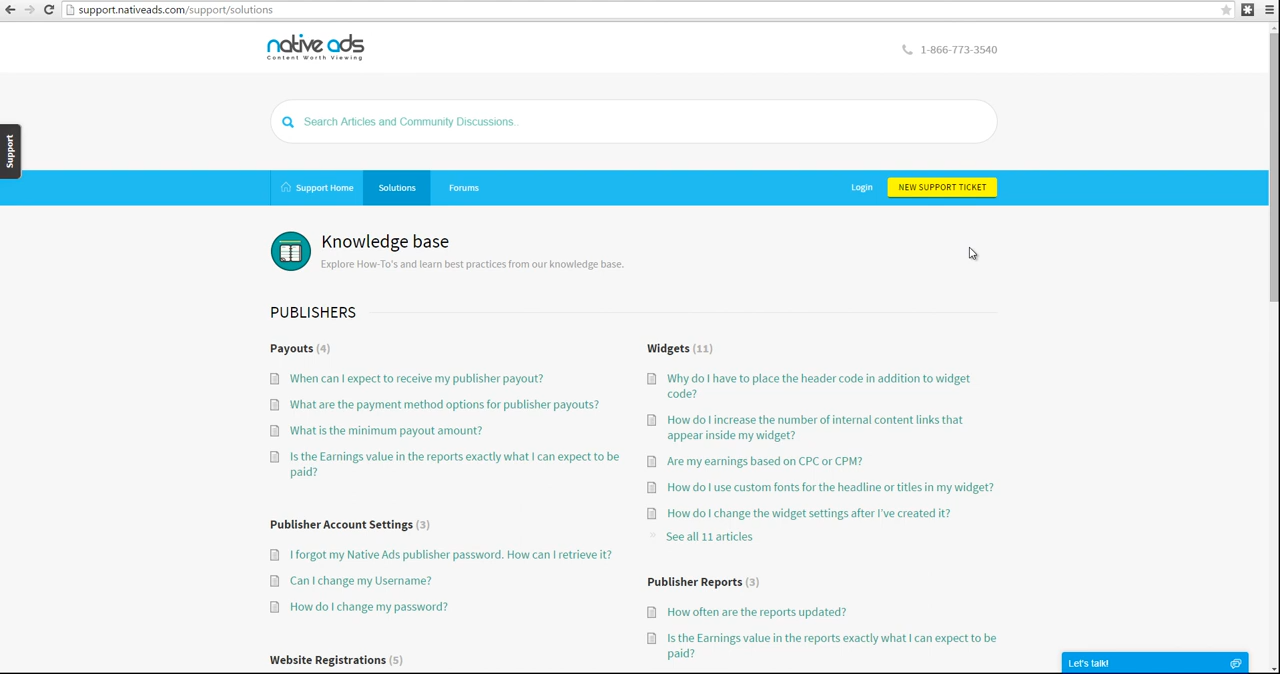 support.nativeads.com/support/solutions
native ads
Content Worth Viewing
1-866-773-3540
Search Articles and Community Discussions..
Support
Support Home
Solutions
Forums
Login
NEW SUPPORT TICKET
Knowledge base
Explore How-To's and learn best practices from our knowledge base.
PUBLISHERS
Payouts (4)
When can I expect to receive my publisher payout?
What are the payment method options for publisher payouts?
What is the minimum payout amount?
Is the Earnings value in the reports exactly what I can expect to be
paid?
Publisher Account Settings (3)
I forgot my Native Ads publisher password. How can I retrieve it?
Can I change my Username?
How do I change my password?
Website Registrations (5)
Widgets (11)
Why do I have to place the header code in addition to widget
code?
How do I increase the number of internal content links that
appear inside my widget?
Are my earnings based on CPC or CPM?
How do I use custom fonts for the headline or titles in my widget?
How do I change the widget settings after I've created it?
» See all 11 articles
Publisher Reports (3)
How often are the reports updated?
Is the Earnings value in the reports exactly what I can expect to be
paid?
Let's talk!